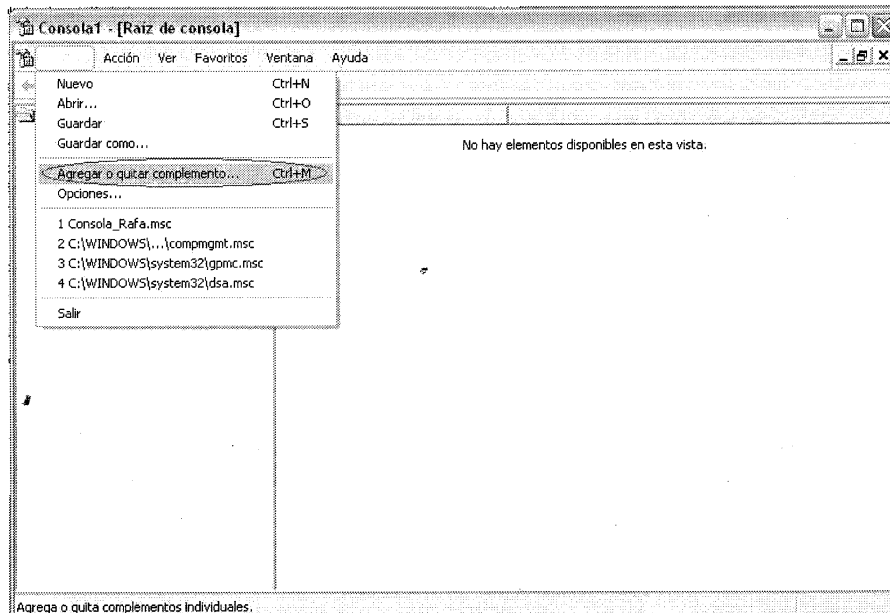 Consola1 - [Raíz de consola]
Acción Ver Favoritos Ventana Ayuda
Nuevo Ctrl+N
Abrir... Ctrl+O
Guardar Ctrl+S
Guardar como...
No hay elementos disponibles en esta vista.
Agregar o quitar complemento... Ctrl+M
Opciones...
1 Consola_Rafa.msc
2 C:\WINDOWS\...\compmgmt.msc
3 C:\WINDOWS\system32\gpmc.msc
4 C:\WINDOWS\system32\dsa.msc
Salir
Agrega o quita complementos individuales.